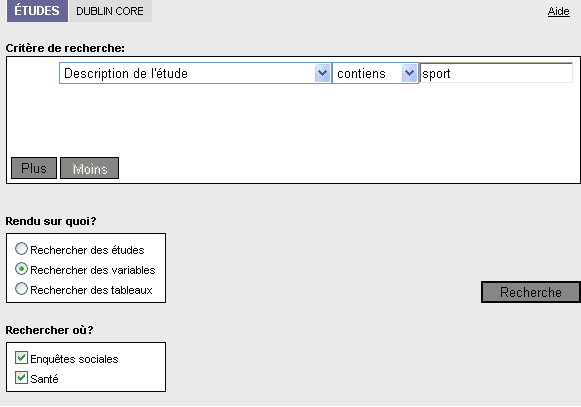 ÉTUDES DUBLIN CORE Aide
Critère de recherche:
Description de l'étude contiens sport
Plus Moins
Rendu sur quoi?
Rechercher des études
Rechercher des variables
Rechercher des tableaux
Recherche
Rechercher où?
Enquêtes sociales
Santé